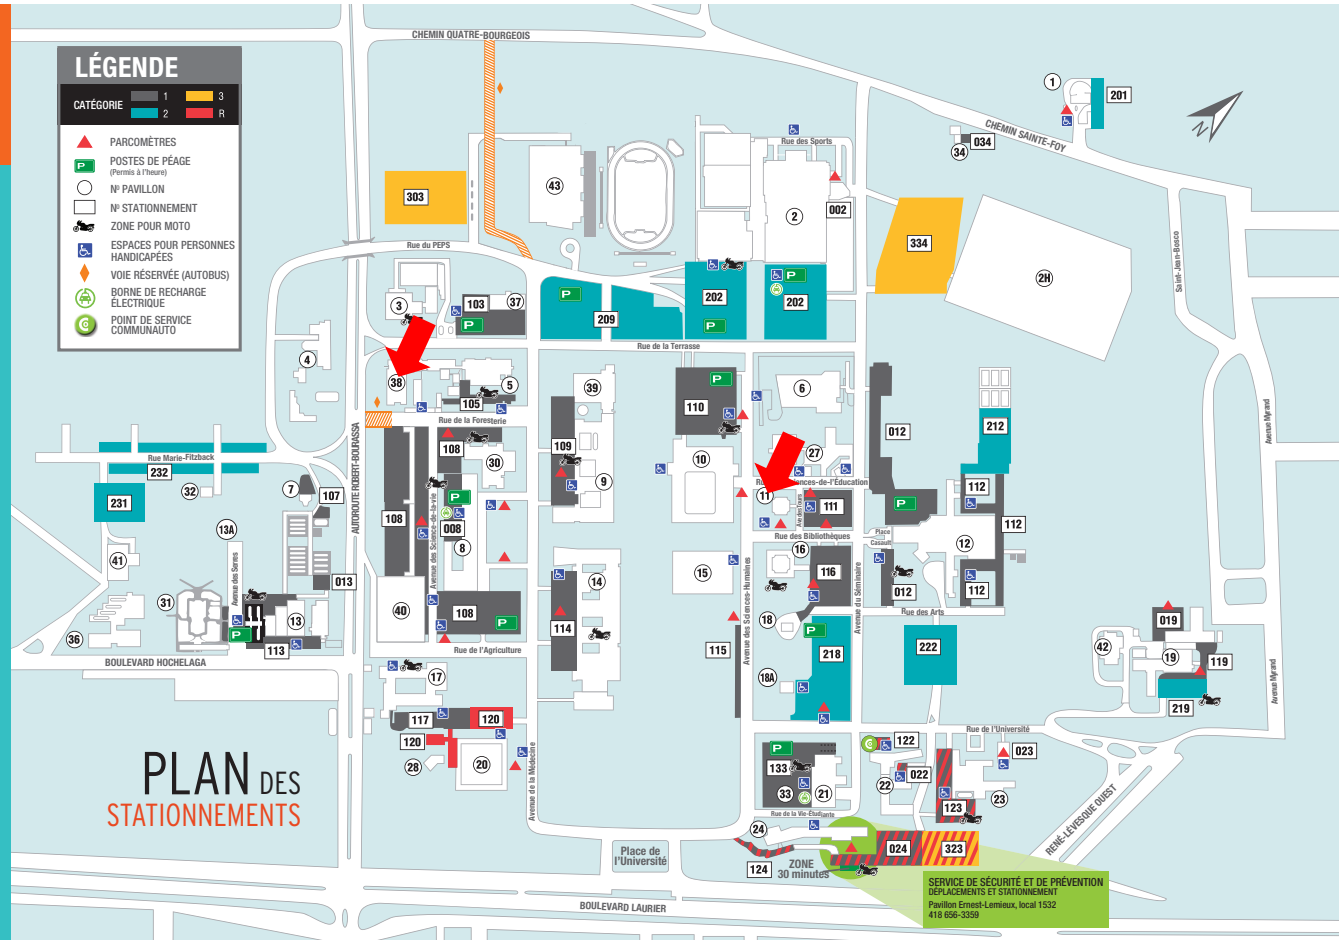 CHEMIN QUATRE-BOURGEOIS
LÉGENDE
CATÉGORIE
1
3
2
R
PARCOMÈTRES
POSTES DE PÉAGE
(Permis à l'heure)
Nº PAVILLON
Nº STATIONNEMENT
ZONE POUR MOTO
ESPACES POUR PERSONNES
HANDICAPÉES
VOIE RÉSERVÉE (AUTOBUS)
BORNE DE RECHARGE
ÉLECTRIQUE
POINT DE SERVICE
COMMUNAUTO
1
201
CHEMIN SAINTE-FOY
N
034
34
Rue des Sports
43
303
2
002
334
2H
Saint-Jean-Bosco
Rue du PEPS
3
103
37
P
P
209
202
P
P
202
Rue de la Terrasse
4
38
5
105
39
110
P
6
Rue de la Foresterie
AUTOROUTE ROBERT-BOURASSA
Avenue Myrand
012
212
Rue Marie-Fitzback
232
231
32
7
107
108
108
30
109
9
10
27
11
111
112
112
112
P
008
8
P
12
13A
41
Avenue des Serres
013
Avenue des Science-de-la-vie
Rue des Bibliothèques
Place
Casault
16
116
012
14
15
31
36
13
P
113
40
108
P
114
18
Rue des Arts
Avenue du Séminaire
Avenue des Sciences-Humaines
115
P
218
222
18A
BOULEVARD HOCHELAGA
Rue de l'Agriculture
17
117
120
120
28
20
Avenue de la Médecine
42
019
19
119
219
Avenue Myrand
Rue de l'Université
122
022
22
023
23
123
P
133
33
21
Rue de la Vie-Étudiante
24
024
323
124
ZONE
30 minutes
Place de
l'Université
RENÉ-LÉVESQUE OUEST
PLAN DES
STATIONNEMENTS
SERVICE DE SÉCURITÉ ET DE PRÉVENTION
DÉPLACEMENTS ET STATIONNEMENT
Pavillon Ernest-Lemieux, local 1532
418 656-3359
BOULEVARD LAURIER